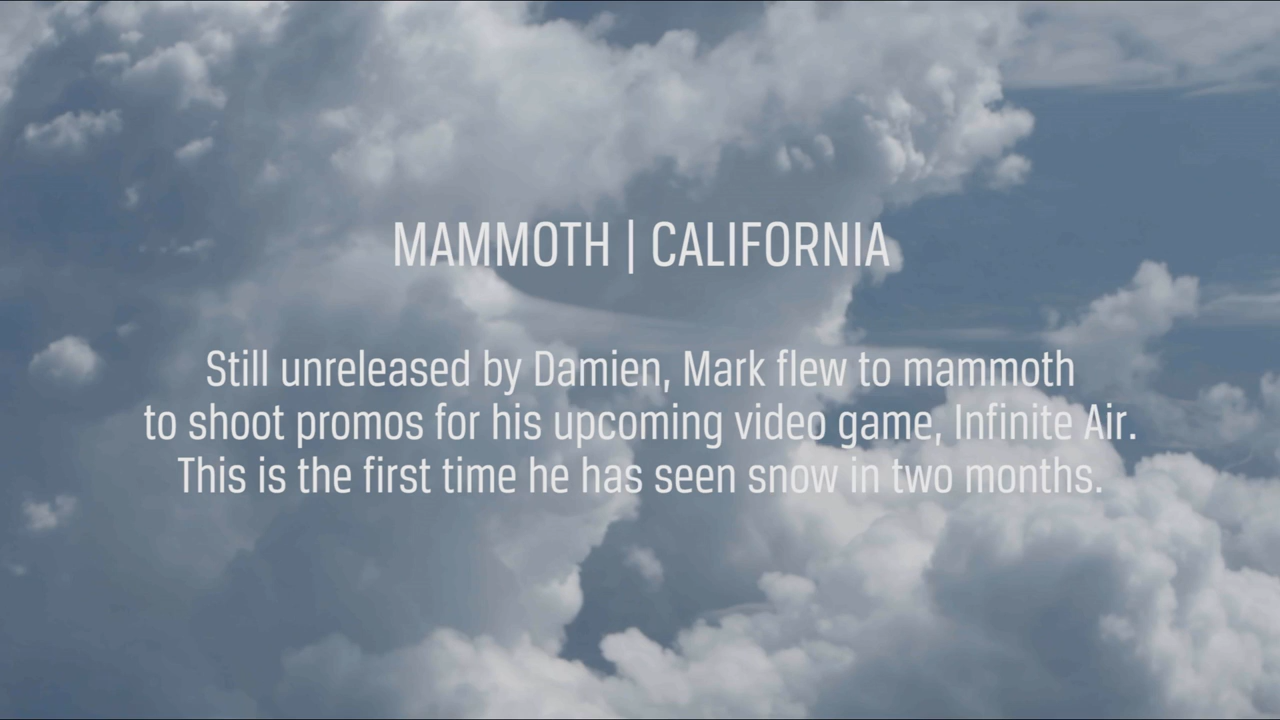 MAMMOTH | CALIFORNIA
Still unreleased by Damien, Mark flew to mammoth
to shoot promos for his upcoming video game, Infinite Air.
This is the first time he has seen snow in two months.